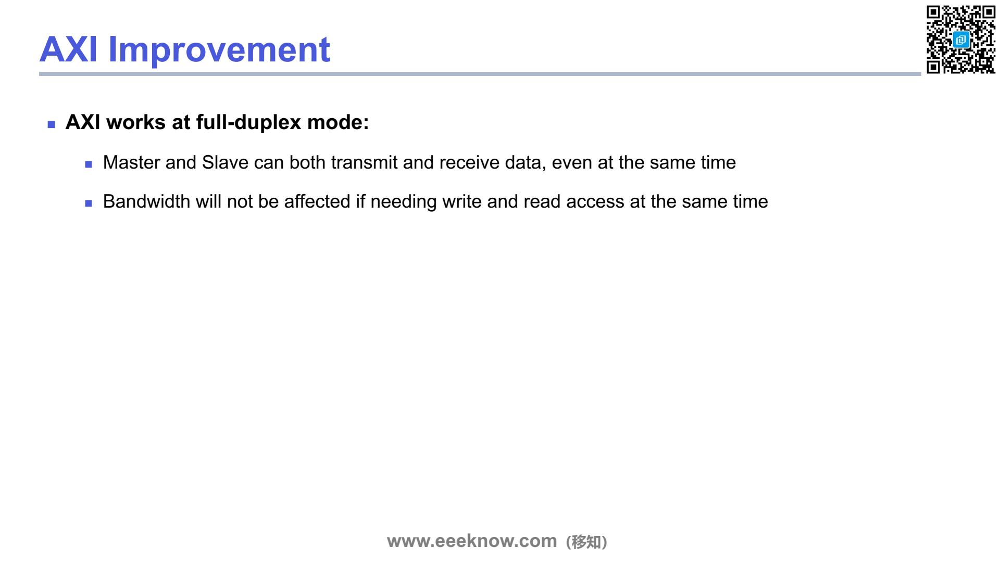 AXI Improvement
AXI works at full-duplex mode:
Master and Slave can both transmit and receive data, even at the same time
Bandwidth will not be affected if needing write and read access at the same time
www.eeeknow.com (移知)